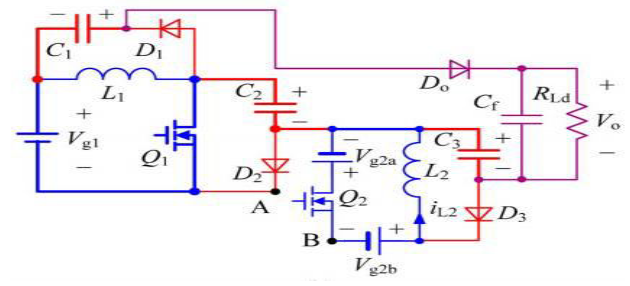 − +
C1 D1
L1
Do
C2 +
−
Cf RLd +
Vo
−
+
Vg1
−
Q1
D2
A
−
Vg2a
+
Q2
L2
C3 +
−
iL2 D3
B − +
Vg2b